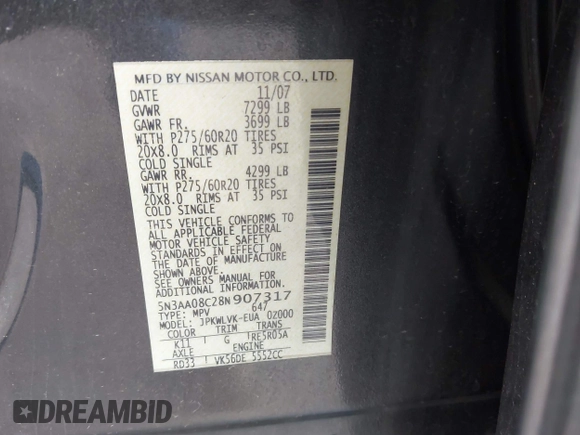 MFD BY NISSAN MOTOR CO., LTD.
DATE 11/07
GVWR 7299 LB
GAWR FR. 3699 LB
WITH P275/60R20 TIRES
20X8.0 RIMS AT 35 PSI
COLD SINGLE
GAWR RR. 4299 LB
WITH P275/60R20 TIRES
20X8.0 RIMS AT 35 PSI
COLD SINGLE
THIS VEHICLE CONFORMS TO
ALL APPLICABLE FEDERAL
MOTOR VEHICLE SAFETY
STANDARDS IN EFFECT ON
THE DATE OF MANUFACTURE
SHOWN ABOVE.
SEE OWNERS MANUAL FOR
ADDITIONAL INFORMATION
5N3AA08C28N907317
TYPE: MPV 647
MODEL: JPKWLVK-EUA 0Z000
COLOR TRIM TRANS
K11 G RE5R05A
AXLE ENGINE
RD33 VK56DE 5552CC
DREAMBID